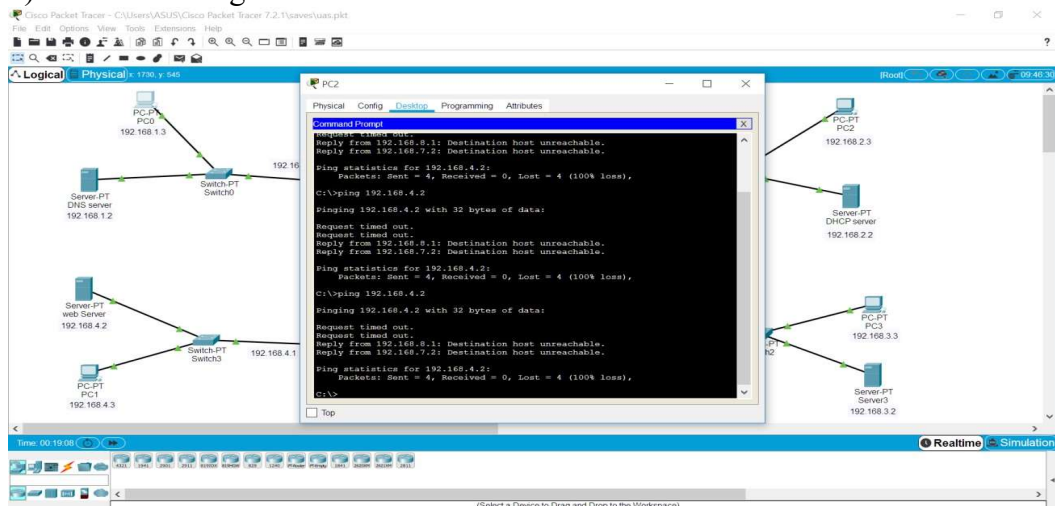 Cisco Packet Tracer - C:\Users\ASUS\Cisco Packet Tracer 7.2.1\saves\uas.pkt
File Edit Options View Tools Extensions Help
?
Logical Physical x: 1730, y: 545
[Root]
09:46:30
PC2
Physical Config Desktop Programming Attributes
Command Prompt
X
Request timed out.
Reply from 192.168.8.1: Destination host unreachable.
Reply from 192.168.7.2: Destination host unreachable.
Ping statistics for 192.168.4.2:
Packets: Sent = 4, Received = 0, Lost = 4 (100% loss),
C:\>ping 192.168.4.2
Pinging 192.168.4.2 with 32 bytes of data:
Request timed out.
Request timed out.
Reply from 192.168.8.1: Destination host unreachable.
Reply from 192.168.7.2: Destination host unreachable.
Ping statistics for 192.168.4.2:
Packets: Sent = 4, Received = 0, Lost = 4 (100% loss),
C:\>ping 192.168.4.2
Pinging 192.168.4.2 with 32 bytes of data:
Request timed out.
Request timed out.
Reply from 192.168.8.1: Destination host unreachable.
Reply from 192.168.7.2: Destination host unreachable.
Ping statistics for 192.168.4.2:
Packets: Sent = 4, Received = 0, Lost = 4 (100% loss),
C:\>
Top
PC0
192.168.1.3
192.16
Switch-PT
Switch0
Server-PT
DNS server
192.168.1.2
Server-PT
web Server
192.168.4.2
Switch-PT
Switch3
192.168.4.1
PC-PT
PC1
192.168.4.3
PC-PT
PC2
192.168.2.3
Server-PT
DHCP server
192.168.2.2
PC-PT
PC3
192.168.3.3
-PT
h2
Server-PT
Server3
192.168.3.2
Time: 00:19:08
Realtime Simulation
(Select a Device to Drag and Drop to the Workspace)